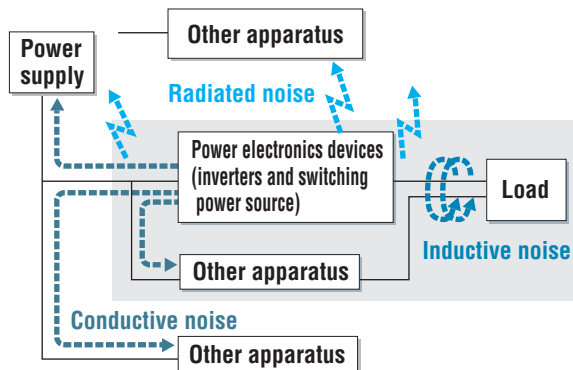 Other apparatus
Power
supply
Radiated noise
Power electronics devices
(inverters and switching
power source)
Load
Inductive noise
Other apparatus
Conductive noise
Other apparatus